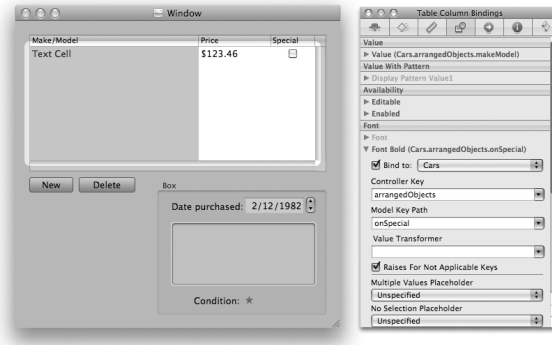 Window
Make/Model Price Special
Text Cell $123.46
New Delete
Box
Date purchased: 2/12/1982
Condition: ★
Table Column Bindings
Value
Value (Cars.arrangedObjects.makeModel)
Value With Pattern
Display Pattern Value1
Availability
Editable
Enabled
Font
Font
Font Bold (Cars.arrangedObjects.onSpecial)
Bind to: Cars
Controller Key
arrangedObjects
Model Key Path
onSpecial
Value Transformer
Raises For Not Applicable Keys
Multiple Values Placeholder
Unspecified
No Selection Placeholder
Unspecified